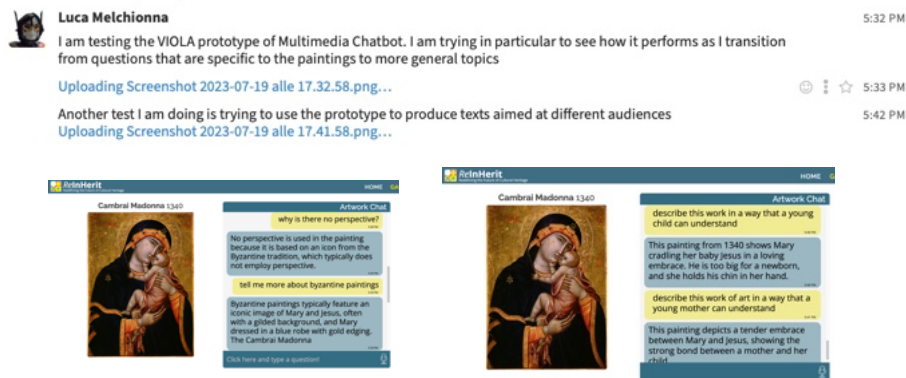 Luca Melchionna 5:32 PM
I am testing the VIOLA prototype of Multimedia Chatbot. I am trying in particular to see how it performs as I transition
from questions that are specific to the paintings to more general topics
Uploading Screenshot 2023-07-19 alle 17.32.58.png... 5:33 PM
Another test I am doing is trying to use the prototype to produce texts aimed at different audiences 5:42 PM
Uploading Screenshot 2023-07-19 alle 17.41.58.png...
ReInHerit
HOME GA
Cambrai Madonna 1340
Artwork Chat
why is there no perspective?
No perspective is used in the painting
because it is based on an icon from the
Byzantine tradition, which typically does
not employ perspective.
tell me more about byzantine paintings
Byzantine paintings typically feature an
iconic image of Mary and Jesus, often
with a gilded background, and Mary
dressed in a blue robe with gold edging.
The Cambrai Madonna
Click here and type a question!
ReInHerit
HOME G
Cambrai Madonna 1340
Artwork Chat
describe this work in a way that a young
child can understand
This painting from 1340 shows Mary
cradling her baby Jesus in a loving
embrace. He is too big for a newborn,
and she holds his chin in her hand.
describe this work of art in a way that a
young mother can understand
This painting depicts a tender embrace
between Mary and Jesus, showing the
strong bond between a mother and her
child